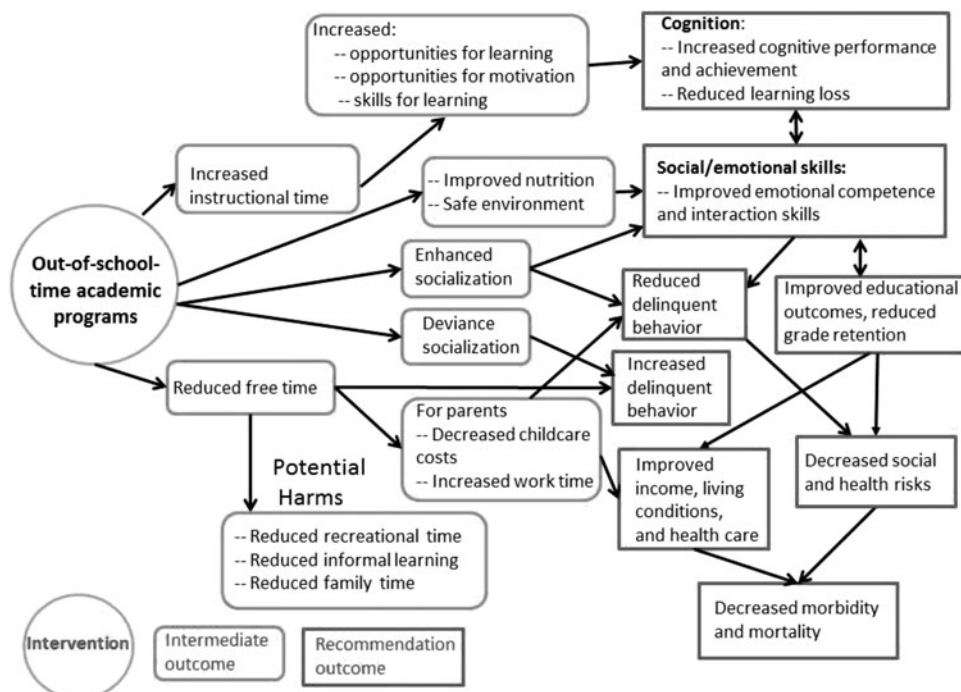 Increased:
-- opportunities for learning
-- opportunities for motivation
-- skills for learning
Cognition:
-- Increased cognitive performance
and achievement
-- Reduced learning loss
Increased
instructional time
-- Improved nutrition
-- Safe environment
Social/emotional skills:
-- Improved emotional competence
and interaction skills
Out-of-school-
time academic
programs
Enhanced
socialization
Reduced
delinquent
behavior
Improved educational
outcomes, reduced
grade retention
Deviance
socialization
Increased
delinquent
behavior
Reduced free time
For parents
-- Decreased childcare
costs
-- Increased work time
Improved
income, living
conditions,
and health care
Decreased social
and health risks
Potential
Harms
-- Reduced recreational time
-- Reduced informal learning
-- Reduced family time
Decreased morbidity
and mortality
Intervention
Intermediate
outcome
Recommendation
outcome